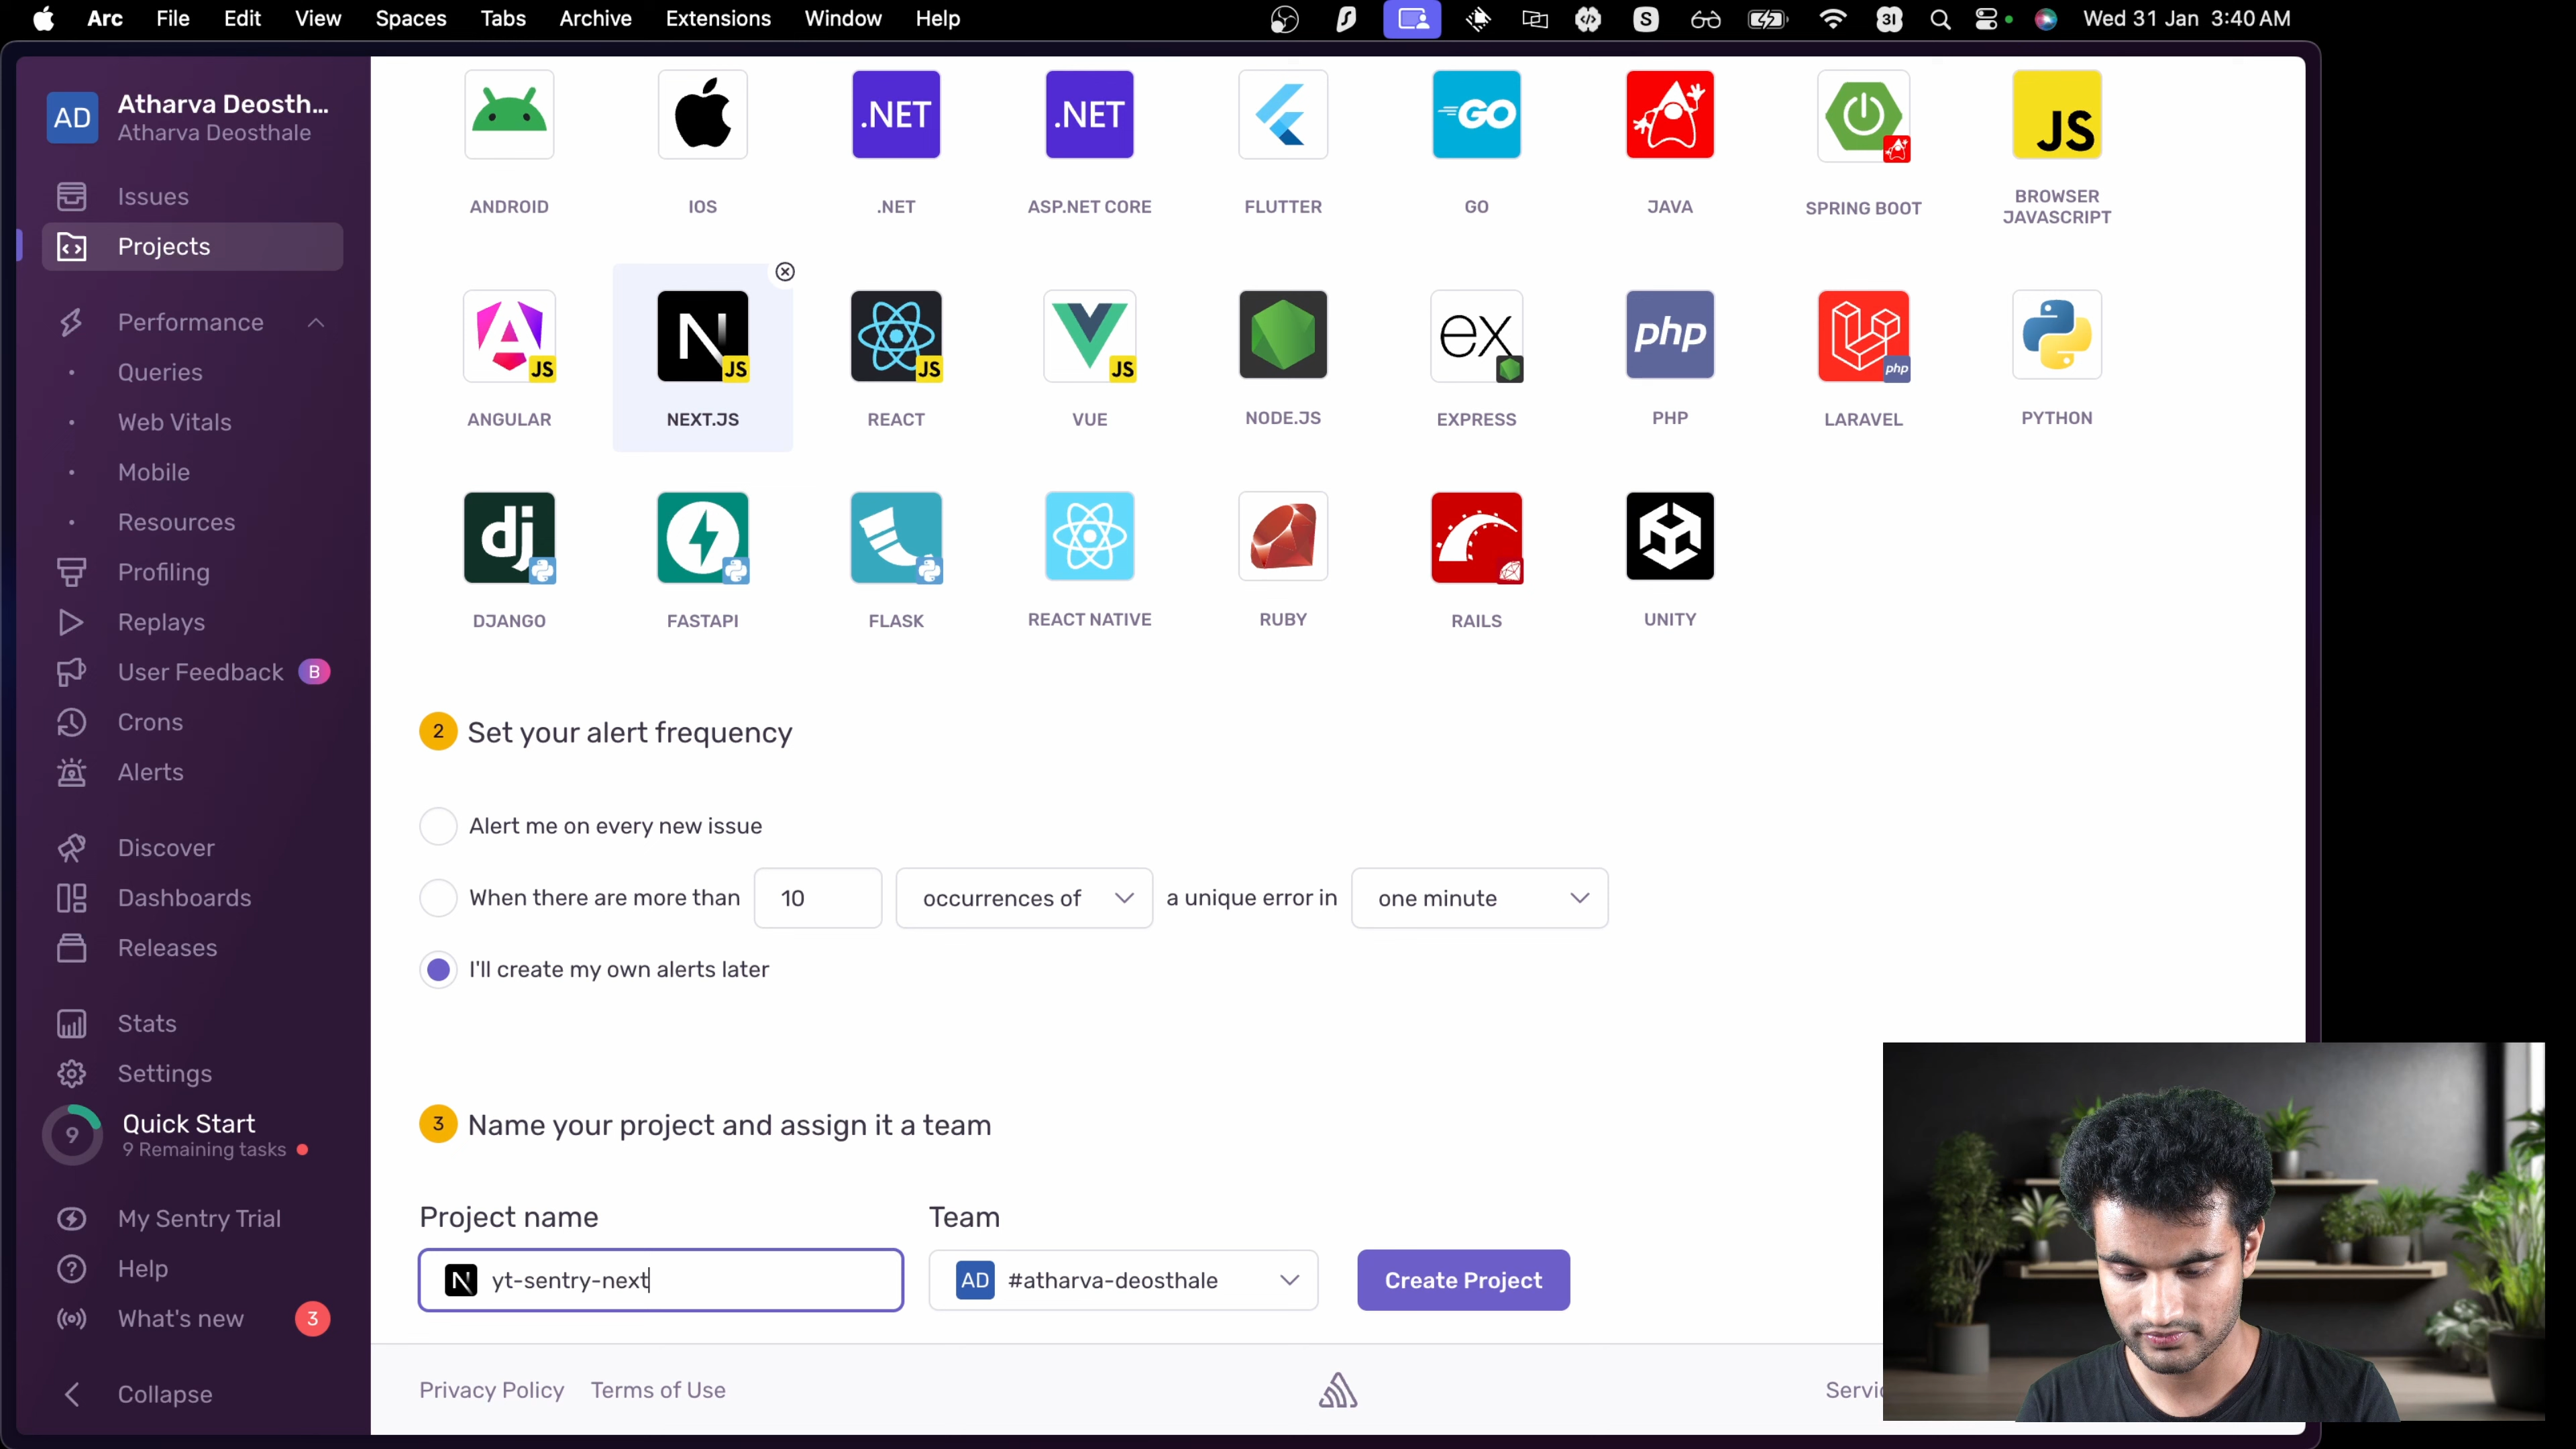 Arc File Edit View Spaces Tabs Archive Extensions Window Help S 31 Wed 31 Jan 3:40 AM
AD Atharva Deosth...
Atharva Deosthale
Issues
Projects
Performance
Queries
Web Vitals
Mobile
Resources
Profiling
Replays
User Feedback B
Crons
Alerts
Discover
Dashboards
Releases
Stats
Settings
9 Quick Start
9 Remaining tasks
My Sentry Trial
Help
What's new 3
Collapse
.NET .NET GO JS
ANDROID IOS .NET ASP.NET CORE FLUTTER GO JAVA SPRING BOOT BROWSER JAVASCRIPT
JS N JS JS JS ex php php
ANGULAR NEXT.JS REACT VUE NODE.JS EXPRESS PHP LARAVEL PYTHON
dj
DJANGO FASTAPI FLASK REACT NATIVE RUBY RAILS UNITY
2 Set your alert frequency
Alert me on every new issue
When there are more than 10 occurrences of a unique error in one minute
I'll create my own alerts later
3 Name your project and assign it a team
Project name Team
N yt-sentry-next AD #atharva-deosthale Create Project
Privacy Policy Terms of Use